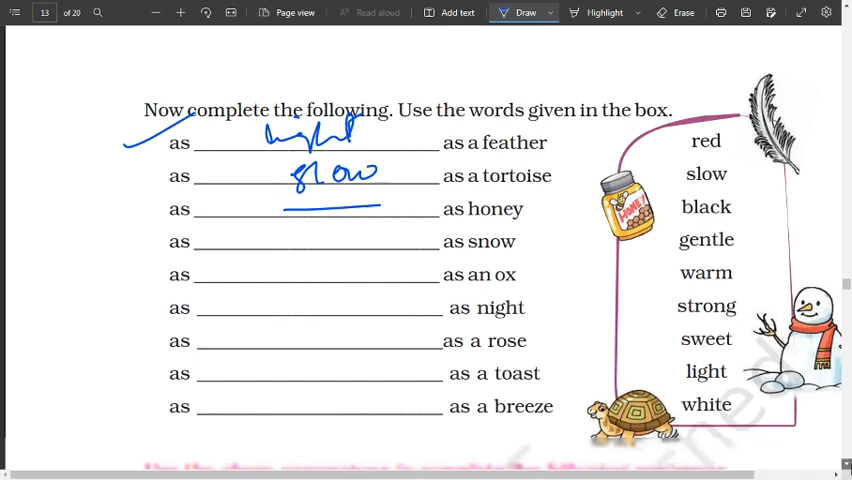 13 of 20 Page view Read aloud Add text Draw Highlight Erase
Now complete the following. Use the words given in the box.
as light as a feather
as slow as a tortoise
as as honey
as as snow
as as an ox
as as night
as as a rose
as as a toast
as as a breeze
red
slow
black
gentle
warm
strong
sweet
light
white
HONEY